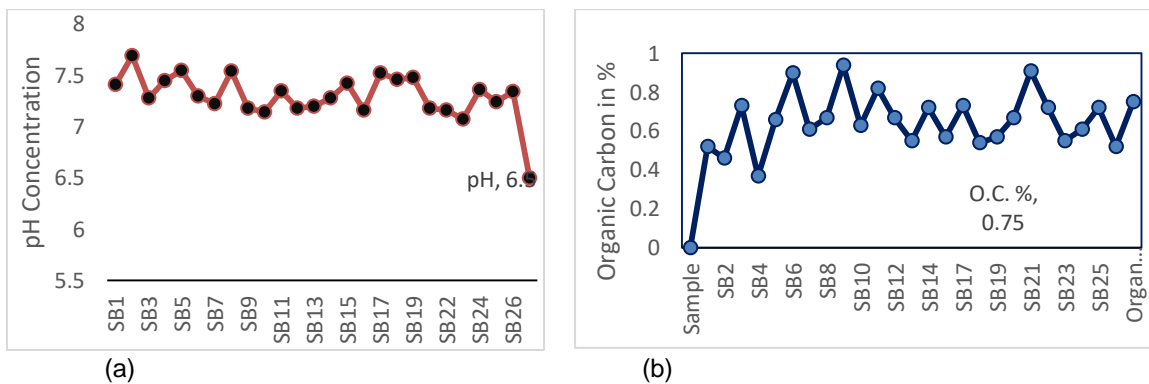 8
7.5
7
6.5
6
5.5
pH Concentration
pH, 6.5
SB1
SB3
SB5
SB7
SB9
SB11
SB13
SB15
SB17
SB19
SB22
SB24
SB26
(a)
1
0.8
0.6
0.4
0.2
0
Organic Carbon in %
O.C. %,
0.75
Sample
SB2
SB4
SB6
SB8
SB10
SB12
SB14
SB17
SB19
SB21
SB23
SB25
Organ...
(b)